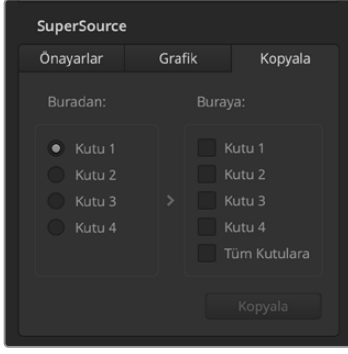 SuperSource
Önayarlar Grafik Kopyala
Buradan: Buraya:
Kutu 1 Kutu 1
Kutu 2 Kutu 2
Kutu 3 > Kutu 3
Kutu 4 Kutu 4
Tüm Kutulara
Kopyala